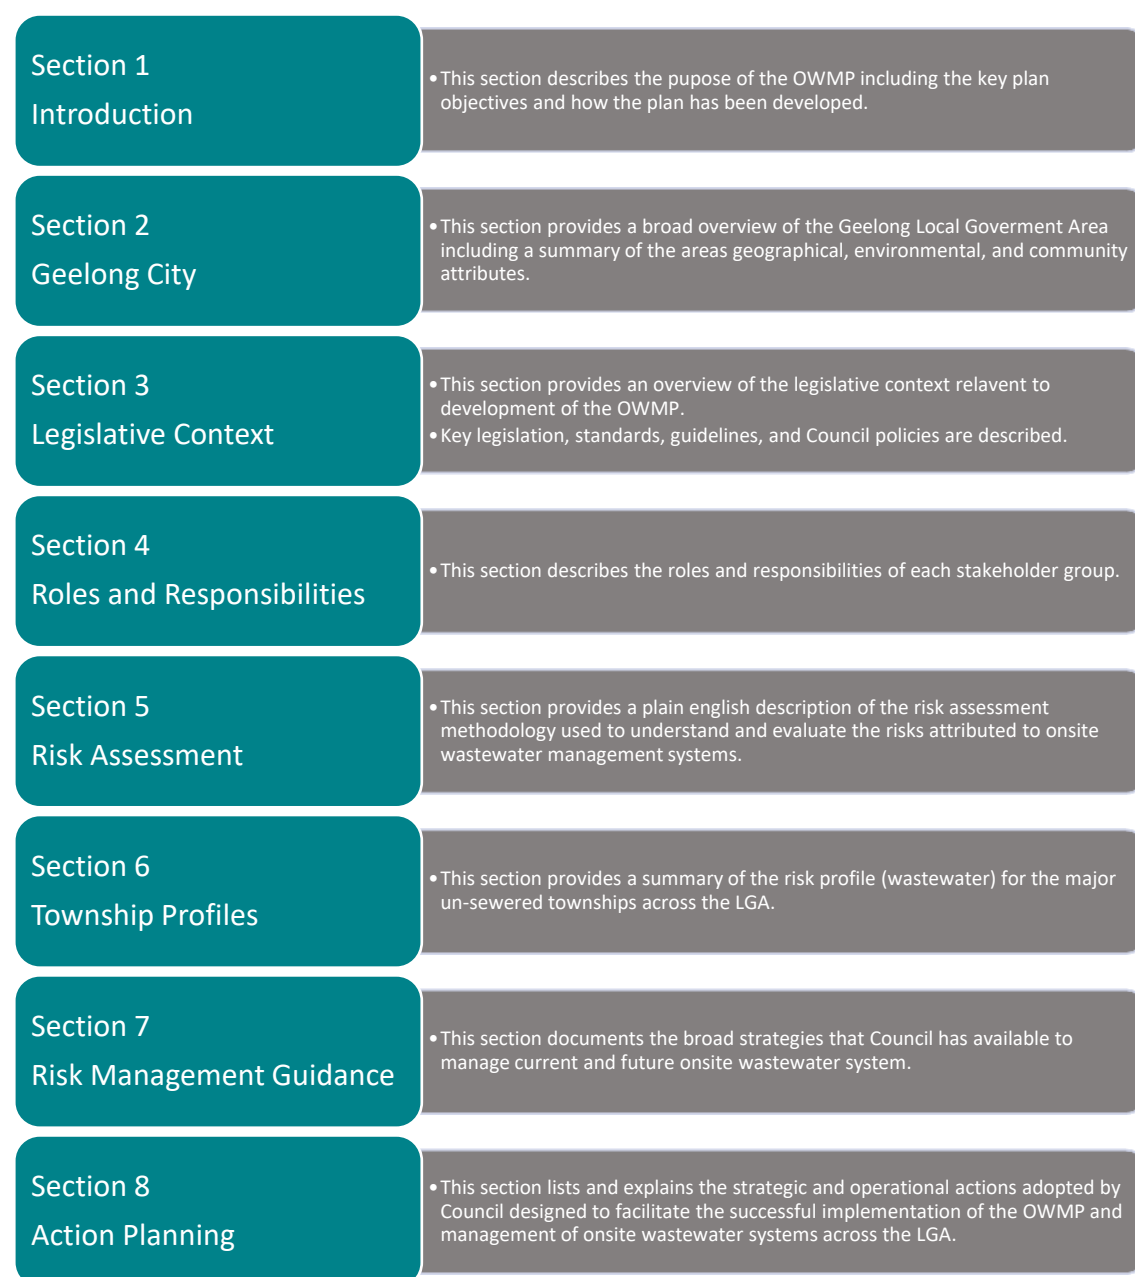 Section 1
Introduction
•This section describes the pupose of the OWMP including the key plan
objectives and how the plan has been developed.
Section 2
Geelong City
•This section provides a broad overview of the Geelong Local Goverment Area
including a summary of the areas geographical, environmental, and community
attributes.
Section 3
Legislative Context
•This section provides an overview of the legislative context relavent to
development of the OWMP.
•Key legislation, standards, guidelines, and Council policies are described.
Section 4
Roles and Responsibilities
•This section describes the roles and responsibilities of each stakeholder group.
Section 5
Risk Assessment
•This section provides a plain english description of the risk assessment
methodology used to understand and evaluate the risks attributed to onsite
wastewater management systems.
Section 6
Township Profiles
•This section provides a summary of the risk profile (wastewater) for the major
un-sewered townships across the LGA.
Section 7
Risk Management Guidance
•This section documents the broad strategies that Council has available to
manage current and future onsite wastewater system.
Section 8
Action Planning
•This section lists and explains the strategic and operational actions adopted by
Council designed to facilitate the successful implementation of the OWMP and
management of onsite wastewater systems across the LGA.